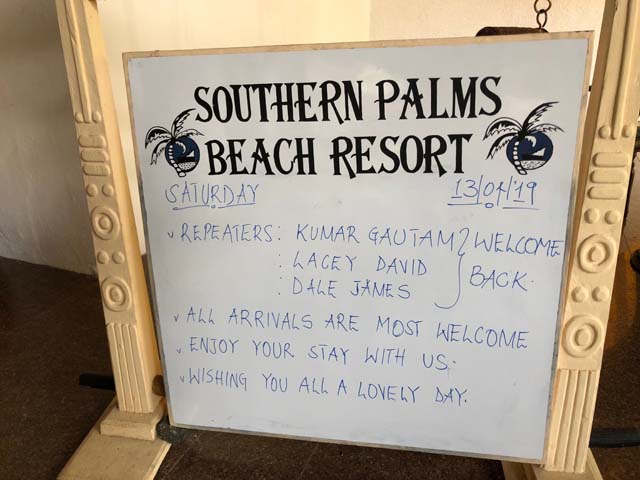 SOUTHERN PALMS
BEACH RESORT
SATURDAY 13/04/'19
✓ REPEATERS: KUMAR GAUTAM } WELCOME
: LACEY DAVID
BACK.
: DALE JAMES
✓ ALL ARRIVALS ARE MOST WELCOME
✓ ENJOY YOUR STAY WITH US.
✓ WISHING YOU ALL A LOVELY DAY.